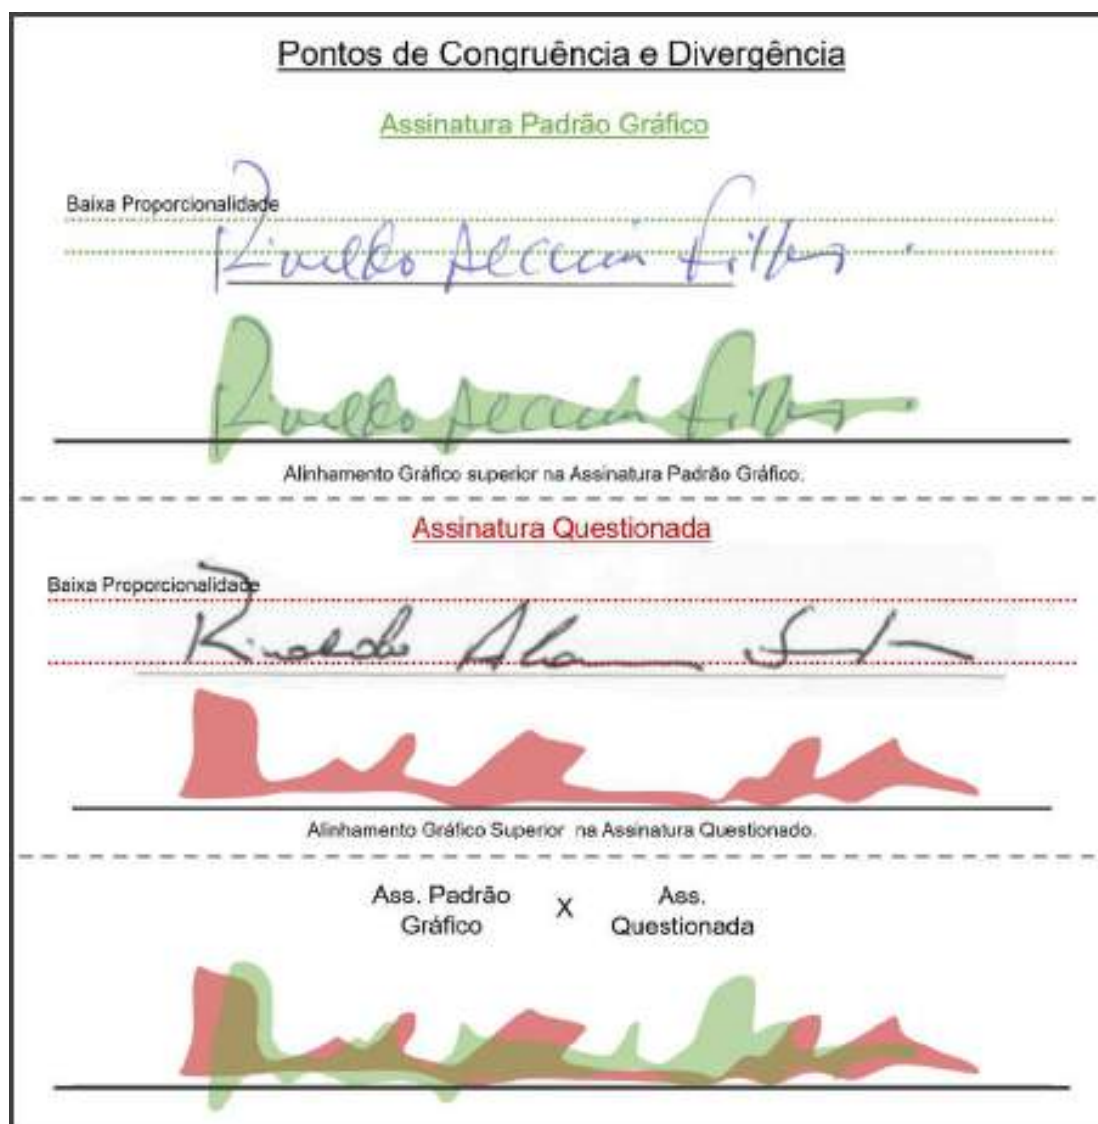 Pontos de Congruência e Divergência
Assinatura Padrão Gráfico
Baixa Proporcionalidade
Alinhamento Gráfico superior na Assinatura Padrão Gráfico.
Assinatura Questionada
Baixa Proporcionalidade
Alinhamento Gráfico Superior na Assinatura Questionado.
Ass. Padrão Gráfico X Ass. Questionada